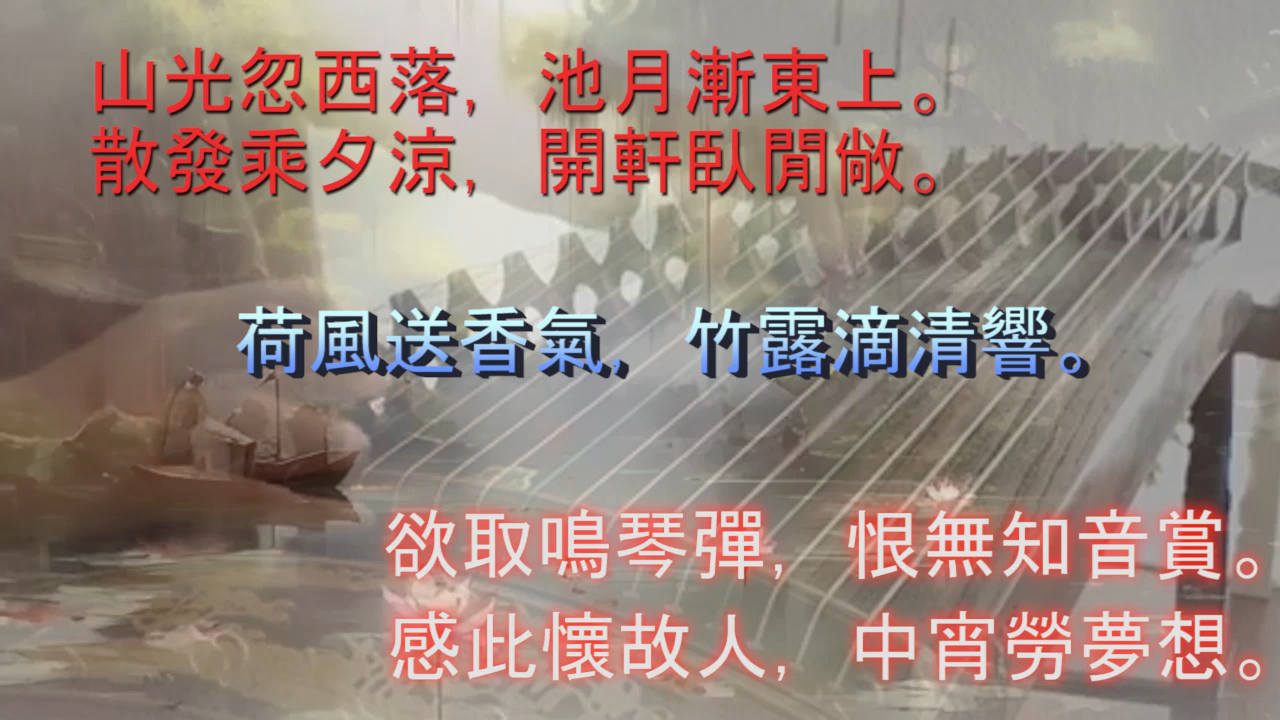 山光忽西落，池月漸東上。
散發乘夕涼，開軒臥閒敞。
荷風送香氣，竹露滴清響。
欲取鳴琴彈，恨無知音賞。
感此懷故人，中宵勞夢想。